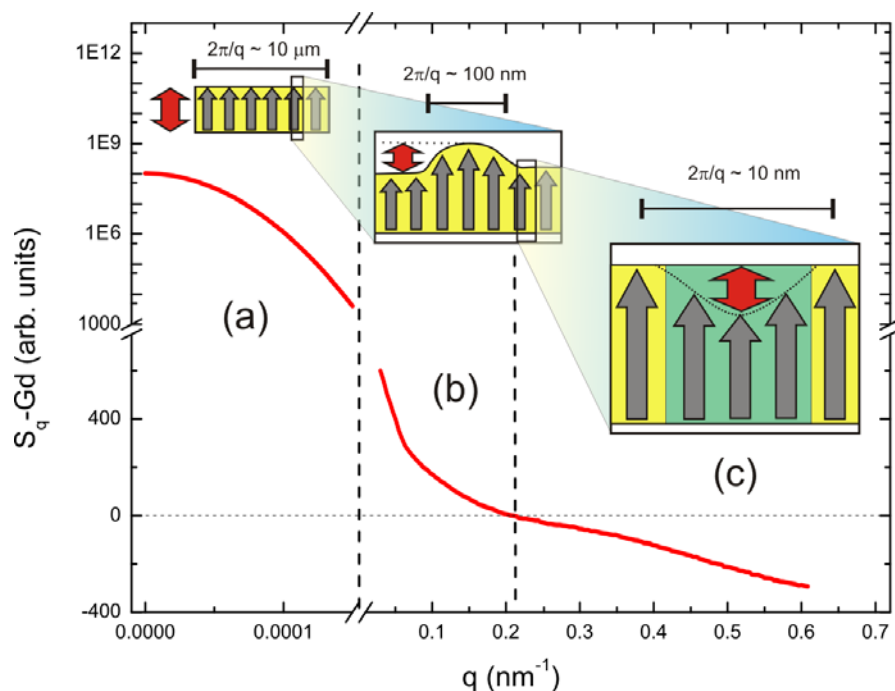 1E12
1E9
1E6
1000
400
0
-400
S_q-Gd (arb. units)
2π/q ~ 10 μm
2π/q ~ 100 nm
2π/q ~ 10 nm
(a)
(b)
(c)
0.0000 0.0001 0.1 0.2 0.3 0.4 0.5 0.6 0.7
q (nm⁻¹)